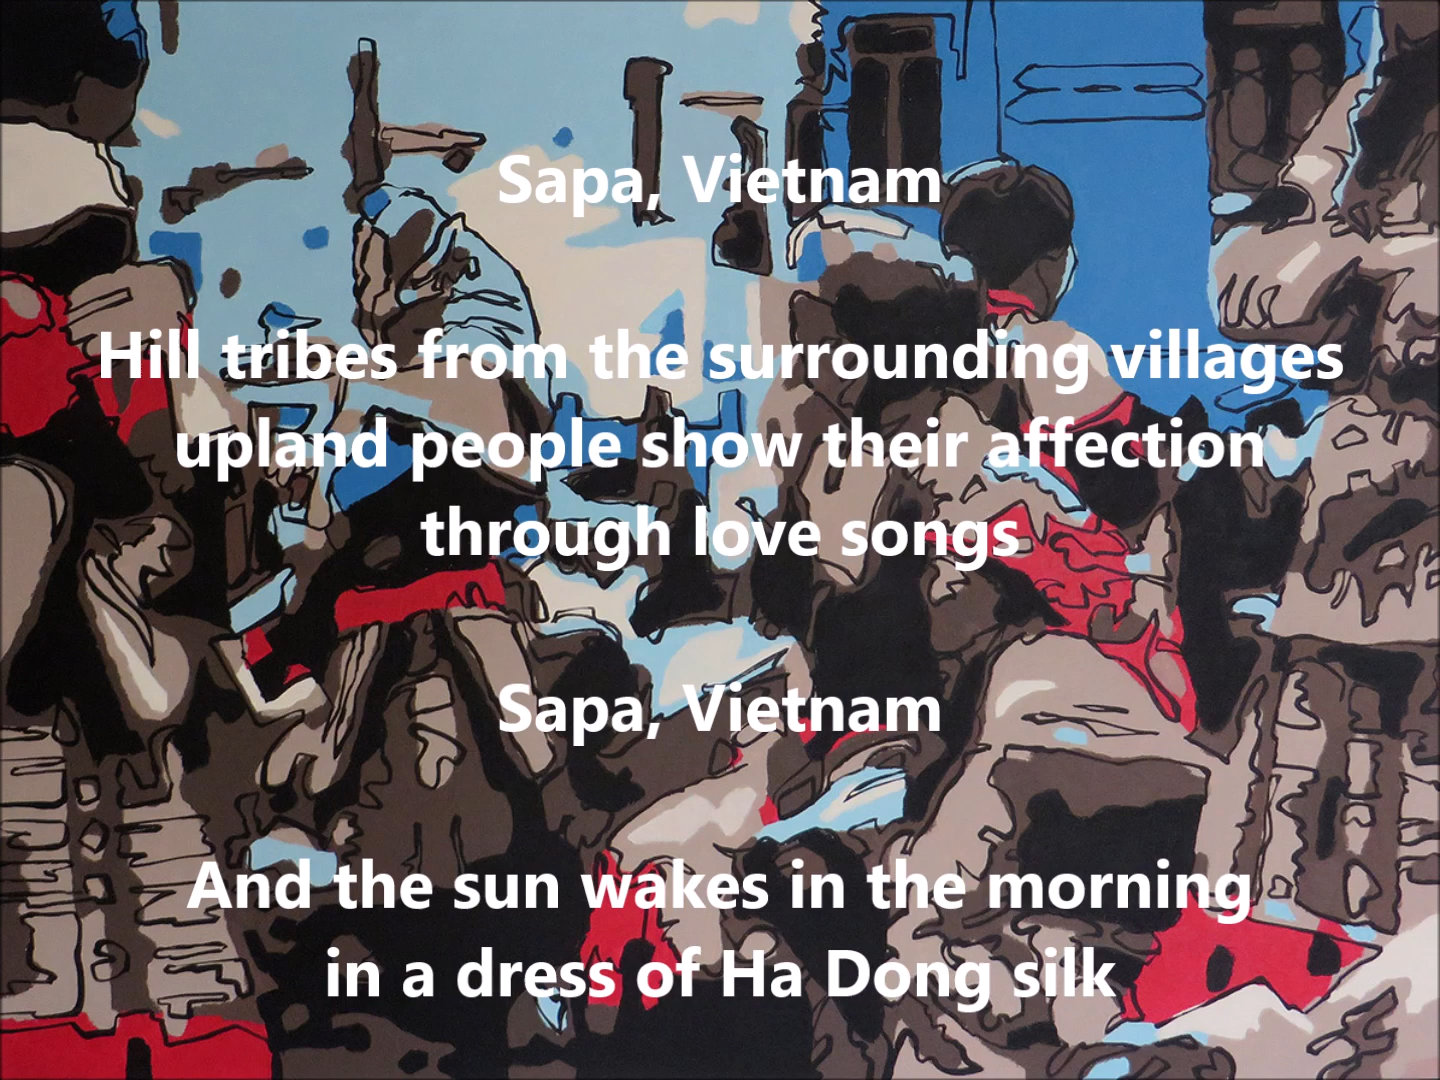 Sapa, Vietnam
Hill tribes from the surrounding villages
upland people show their affection
through love songs
Sapa, Vietnam
And the sun wakes in the morning
in a dress of Ha Dong silk